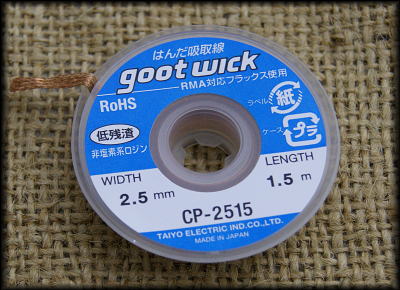 はんだ吸取線
goot wick
RMA対応フラックス使用
RoHS
ラベル 紙
低残渣
ケース プラ
非塩素系ロジン
WIDTH
2.5 mm
LENGTH
1.5 m
CP-2515
TAIYO ELECTRIC IND.CO.,LTD.
MADE IN JAPAN